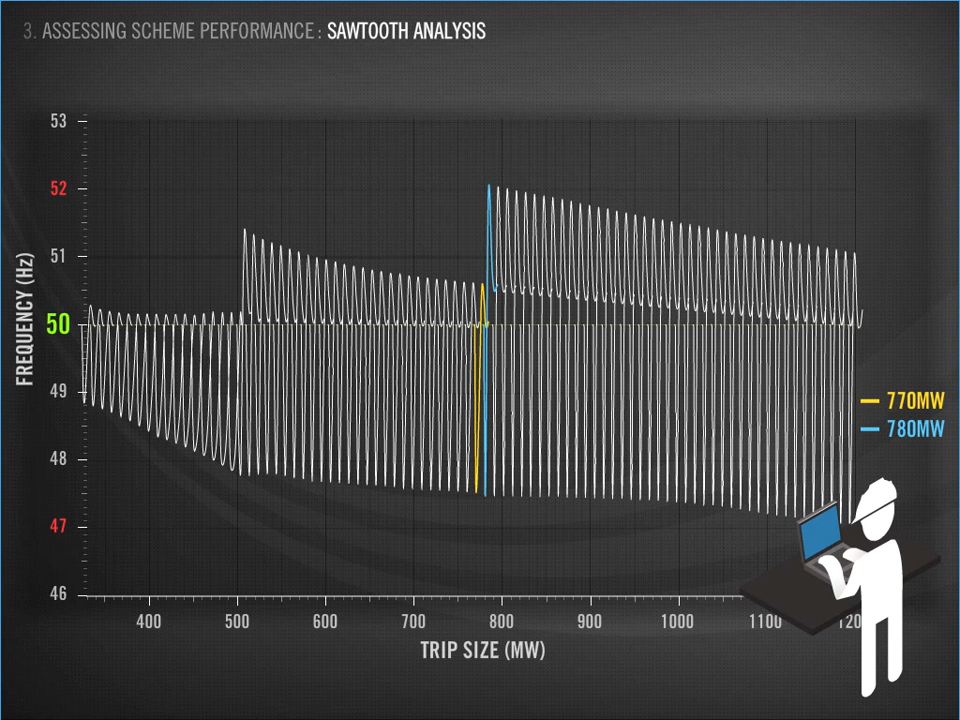 3. ASSESSING SCHEME PERFORMANCE: SAWTOOTH ANALYSIS
53
52
51
50
49
48
47
46
FREQUENCY (Hz)
770MW
780MW
400 500 600 700 800 900 1000 1100
TRIP SIZE (MW)